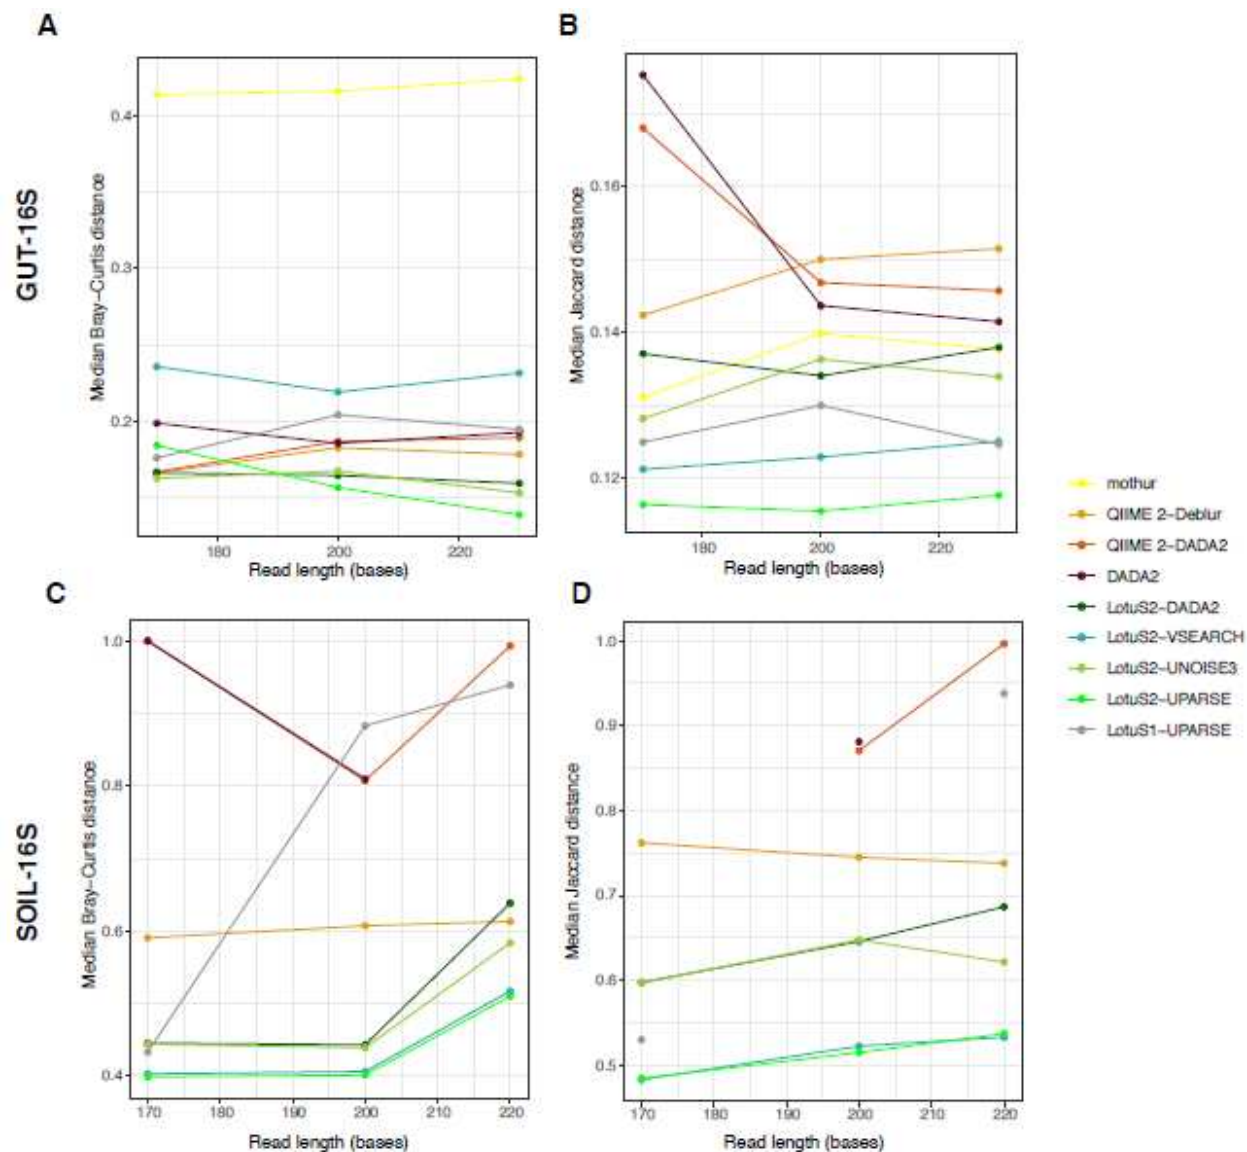 A
B
GUT-16S
Median Bray-Curtis distance
0.4
0.3
0.2
180
200
220
Read length (bases)
Median Jaccard distance
0.16
0.14
0.12
180
200
220
Read length (bases)
mothur
QIIME 2-Deblur
QIIME 2-DADA2
DADA2
LotuS2-DADA2
LotuS2-VSEARCH
LotuS2-UNOISE3
LotuS2-UPARSE
LotuS1-UPARSE
C
D
SOIL-16S
Median Bray-Curtis distance
1.0
0.8
0.6
0.4
170
180
190
200
210
220
Read length (bases)
Median Jaccard distance
1.0
0.9
0.8
0.7
0.6
0.5
170
180
190
200
210
220
Read length (bases)